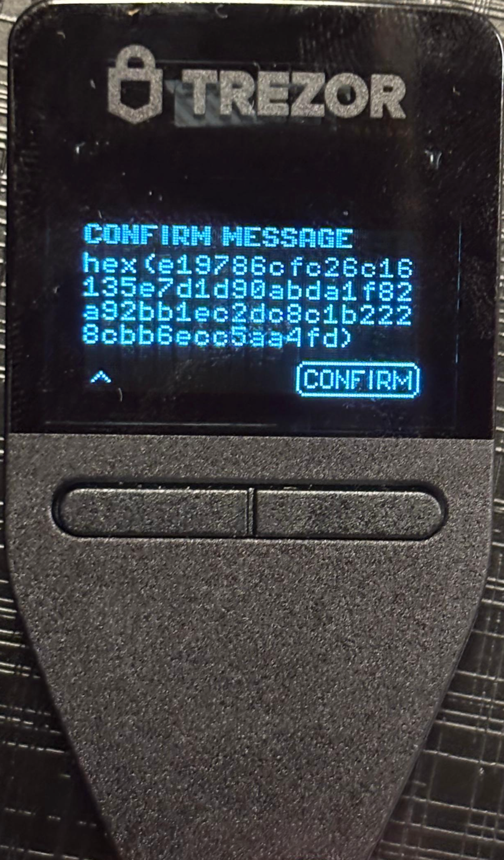 TREZOR
CONFIRM MESSAGE
hex(e19786cfc26c16
135e7d1d90abda1f82
a92bb1ec2dc8c1b222
8cbb6ecc5aa4fd)
CONFIRM